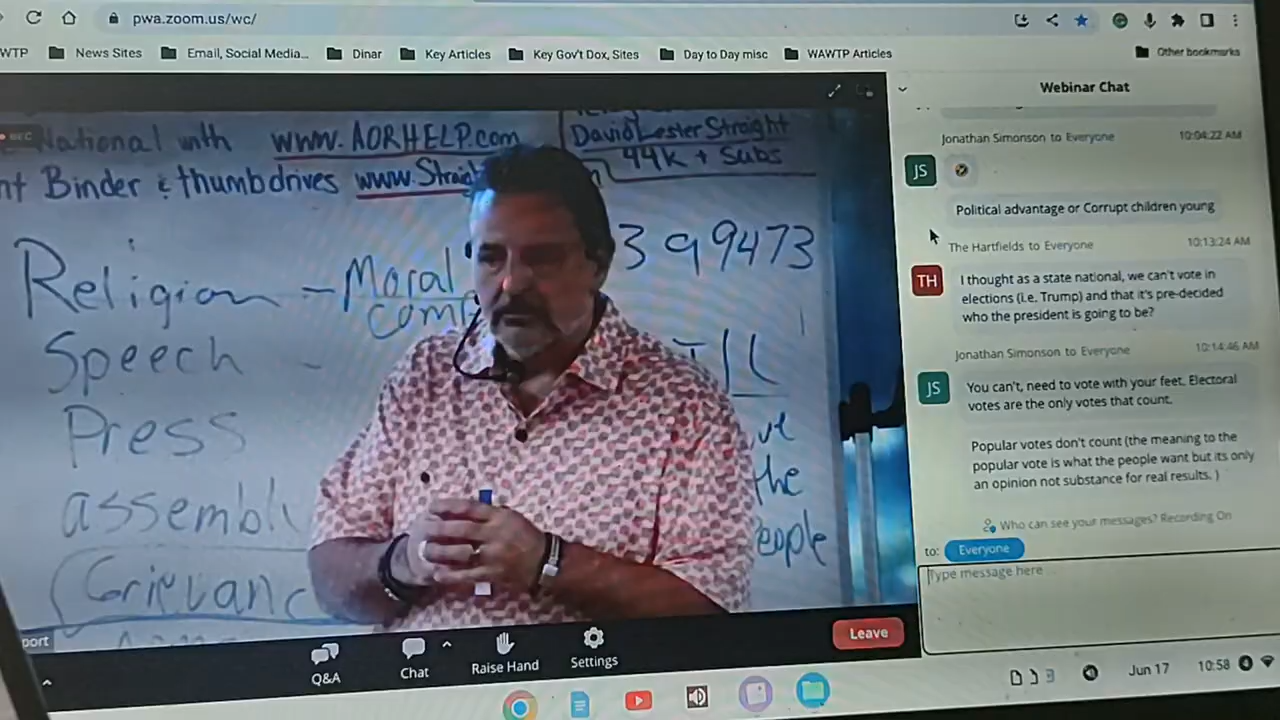 pwa.zoom.us/wc/
WTP
News Sites
Email, Social Media...
Dinar
Key Articles
Key Gov't Dox, Sites
Day to Day misc
WAWTP Articles
Other bookmarks
National with www.AORHELP.com
nt Binder & thumbdrives www.Straig
David Lester Straight
44k + Subs
Religion - Moral
comp
399473
Speech -
Press
assembl
Grievanc
ve
the
People
port
Q&A
Chat
Raise Hand
Settings
Leave
Webinar Chat
Jonathan Simonson to Everyone 10:04:22 AM
JS
Political advantage or Corrupt children young
The Hartfields to Everyone 10:13:24 AM
TH
I thought as a state national, we can't vote in
elections (i.e. Trump) and that it's pre-decided
who the president is going to be?
Jonathan Simonson to Everyone 10:14:46 AM
JS
You can't, need to vote with your feet. Electoral
votes are the only votes that count.
Popular votes don't count (the meaning to the
popular vote is what the people want but its only
an opinion not substance for real results. )
Who can see your messages? Recording On
to: Everyone
Type message here ...
Jun 17 10:58